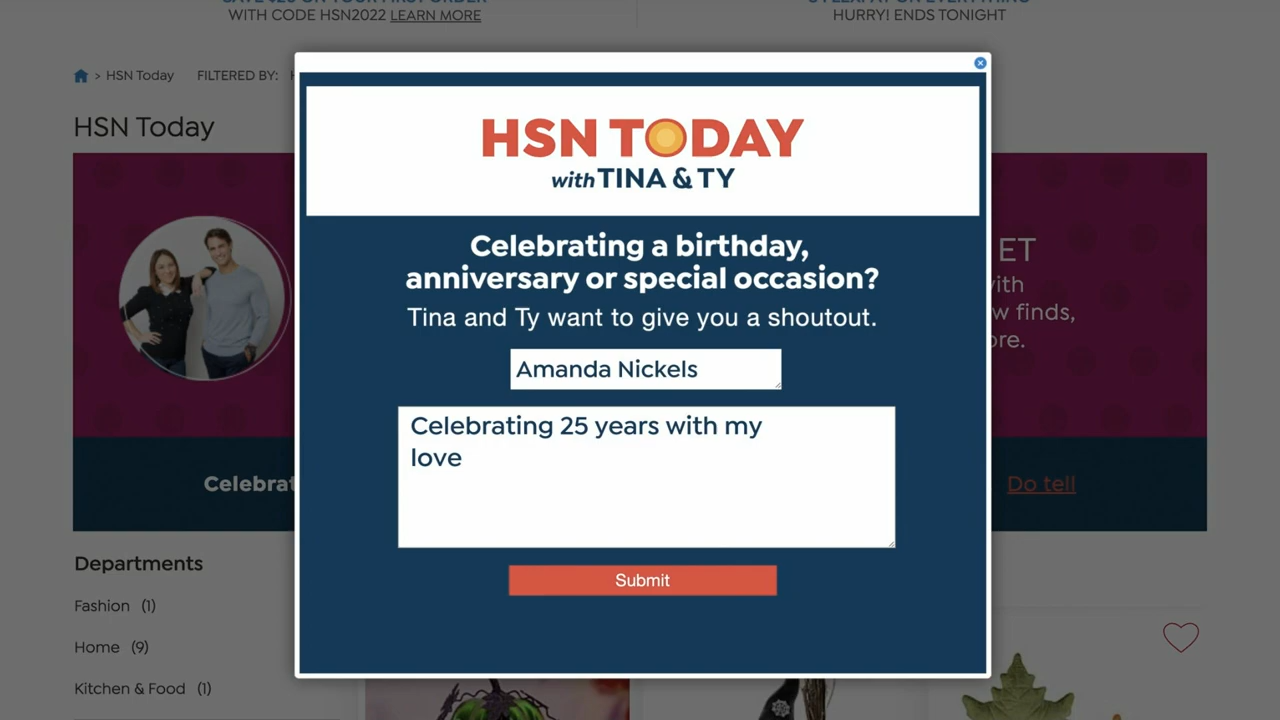 WITH CODE HSN2022 LEARN MORE
HURRY! ENDS TONIGHT
> HSN Today FILTERED BY:
HSN Today
HSN TODAY
with TINA & TY
Celebrating a birthday,
anniversary or special occasion?
Tina and Ty want to give you a shoutout.
Amanda Nickels
Celebrating 25 years with my
love
Submit
ET
with
w finds,
ore.
Celebrat
Do tell
Departments
Fashion (1)
Home (9)
Kitchen & Food (1)